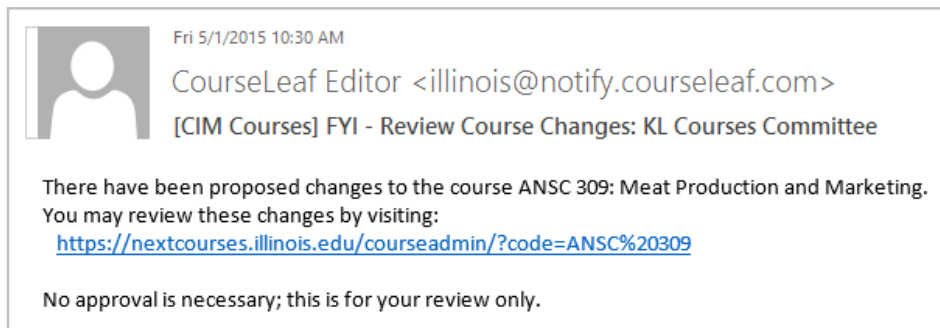 Fri 5/1/2015 10:30 AM
CourseLeaf Editor <illinois@notify.courseleaf.com>
[CIM Courses] FYI - Review Course Changes: KL Courses Committee
There have been proposed changes to the course ANSC 309: Meat Production and Marketing.
You may review these changes by visiting:
https://nextcourses.illinois.edu/courseadmin/?code=ANSC%20309
No approval is necessary; this is for your review only.